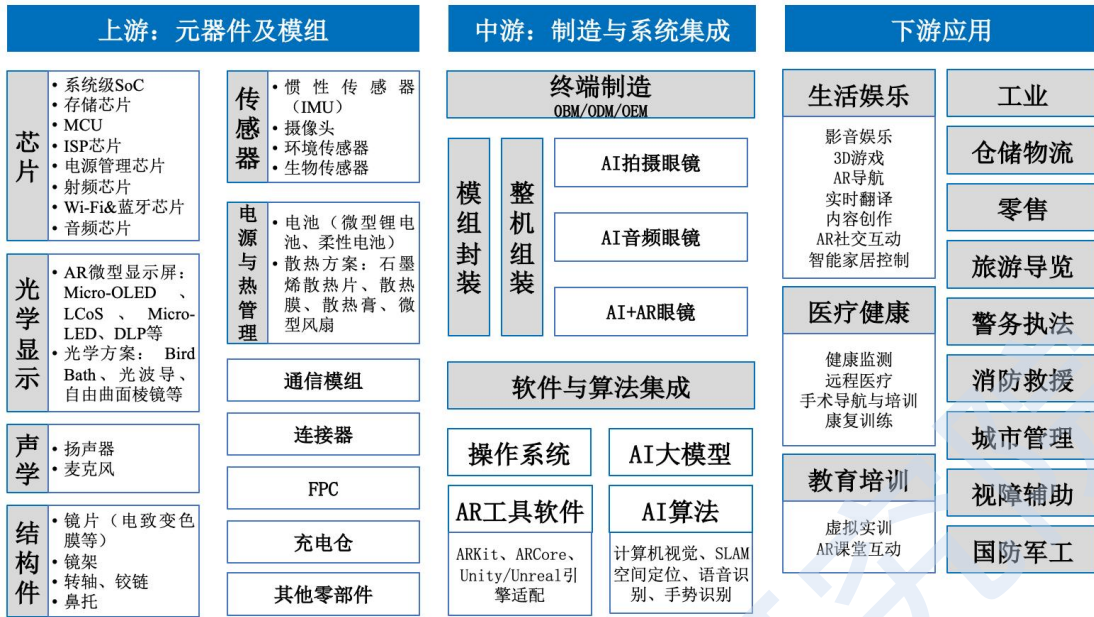 上游：元器件及模组
芯片
• 系统级SoC
• 存储芯片
• MCU
• ISP芯片
• 电源管理芯片
• 射频芯片
• Wi-Fi&蓝牙芯片
• 音频芯片
光学显示
• AR微型显示屏：
Micro-OLED、
LCoS、Micro-
LED、DLP等
• 光学方案：Bird
Bath、光波导、
自由曲面棱镜等
声学
• 扬声器
• 麦克风
结构件
• 镜片（电致变色
膜等）
• 镜架
• 转轴、铰链
• 鼻托
传感器
• 惯性传感器
（IMU）
• 摄像头
• 环境传感器
• 生物传感器
电源与热管理
• 电池（微型锂电
池、柔性电池）
• 散热方案：石墨
烯散热片、散热
膜、散热膏、微
型风扇
通信模组
连接器
FPC
充电仓
其他零部件
中游：制造与系统集成
终端制造
OBM/ODM/OEM
模组封装
整机组装
AI拍摄眼镜
AI音频眼镜
AI+AR眼镜
软件与算法集成
操作系统
AI大模型
AR工具软件
ARKit、ARCore、
Unity/Unreal引
擎适配
AI算法
计算机视觉、SLAM
空间定位、语音识
别、手势识别
下游应用
生活娱乐
影音娱乐
3D游戏
AR导航
实时翻译
内容创作
AR社交互动
智能家居控制
医疗健康
健康监测
远程医疗
手术导航与培训
康复训练
教育培训
虚拟实训
AR课堂互动
工业
仓储物流
零售
旅游导览
警务执法
消防救援
城市管理
视障辅助
国防军工